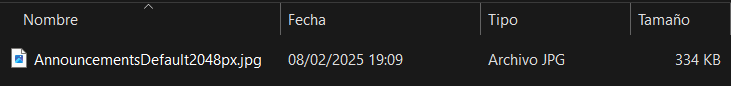 Nombre Fecha Tipo Tamaño
AnnouncementsDefault2048px.jpg 08/02/2025 19:09 Archivo JPG 334 KB